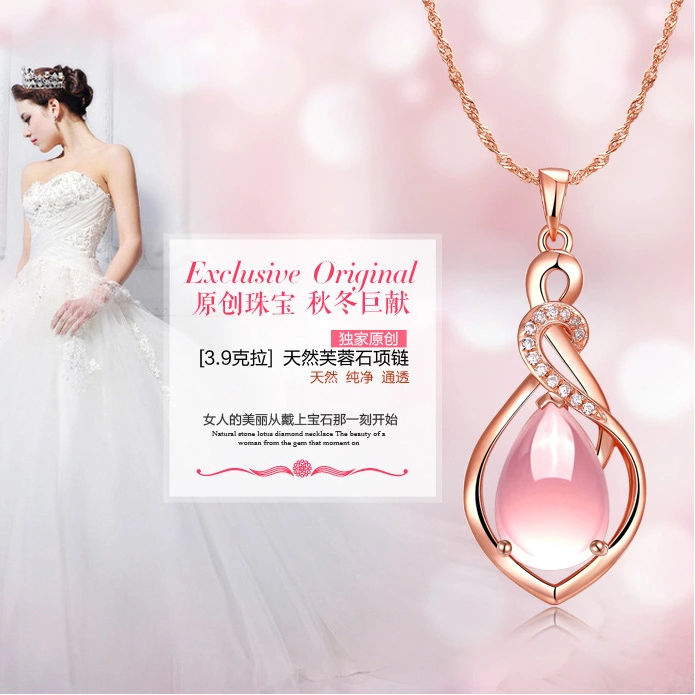 Exclusive Original
原创珠宝 秋冬巨献
独家原创
[3.9克拉] 天然芙蓉石项链
天然 纯净 通透
女人的美丽从戴上宝石那一刻开始
Natural stone lotus diamond necklace The beauty of a
woman from the gem that moment on